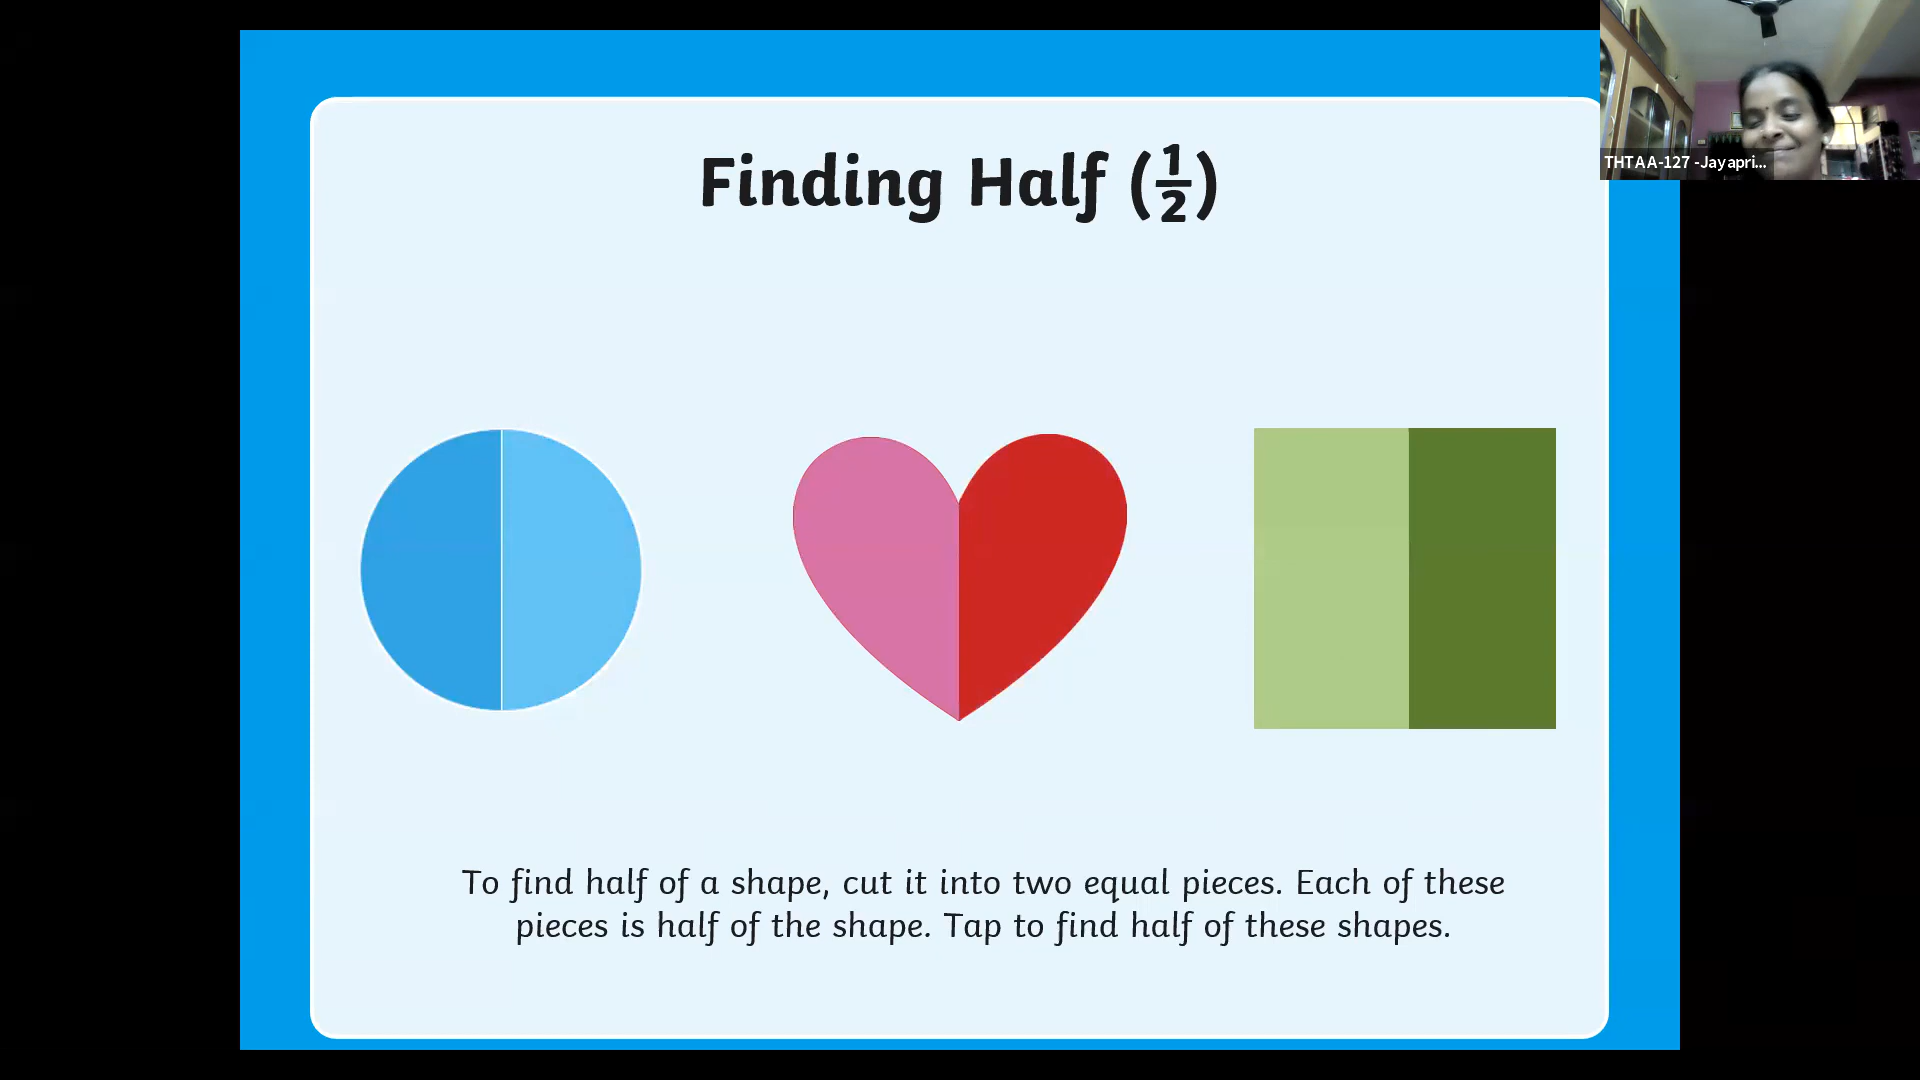 Finding Half (1/2)
To find half of a shape, cut it into two equal pieces. Each of these
pieces is half of the shape. Tap to find half of these shapes.
THTAA-127 -Jayapri...